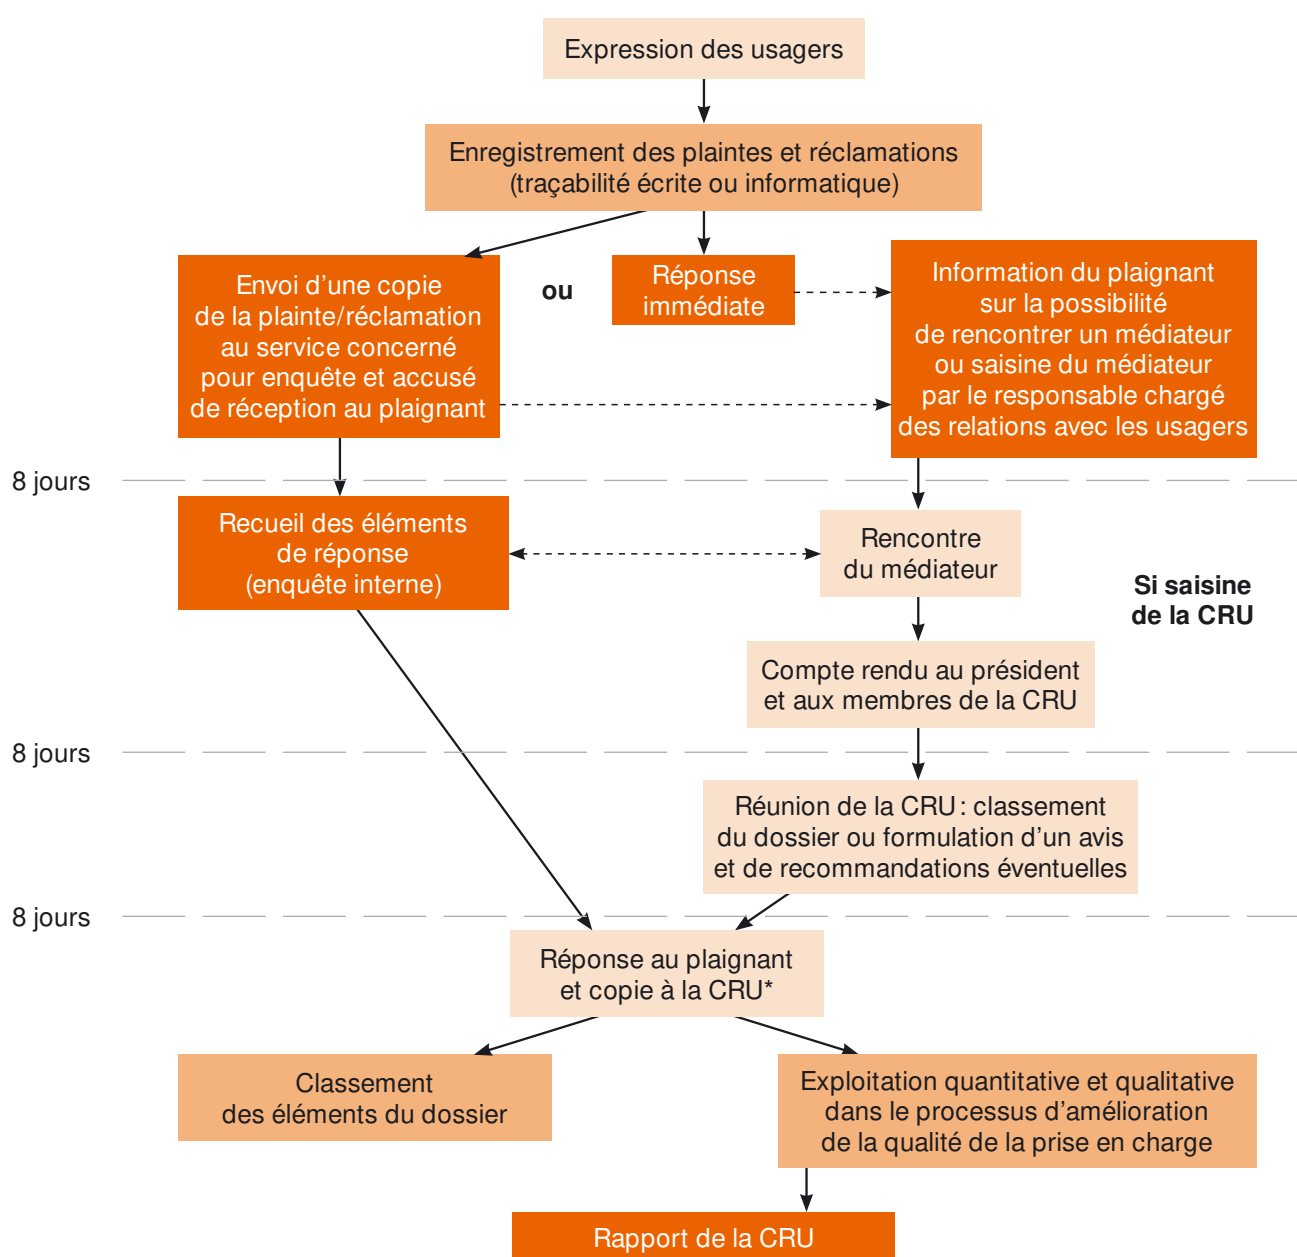 Expression des usagers
Enregistrement des plaintes et réclamations
(traçabilité écrite ou informatique)
Envoi d’une copie
de la plainte/réclamation
au service concerné
pour enquête et accusé
de réception au plaignant
ou
Réponse
immédiate
Information du plaignant
sur la possibilité
de rencontrer un médiateur
ou saisine du médiateur
par le responsable chargé
des relations avec les usagers
8 jours
Recueil des éléments
de réponse
(enquête interne)
Rencontre
du médiateur
Si saisine
de la CRU
Compte rendu au président
et aux membres de la CRU
8 jours
Réunion de la CRU : classement
du dossier ou formulation d’un avis
et de recommandations éventuelles
8 jours
Réponse au plaignant
et copie à la CRU*
Classement
des éléments du dossier
Exploitation quantitative et qualitative
dans le processus d’amélioration
de la qualité de la prise en charge
Rapport de la CRU